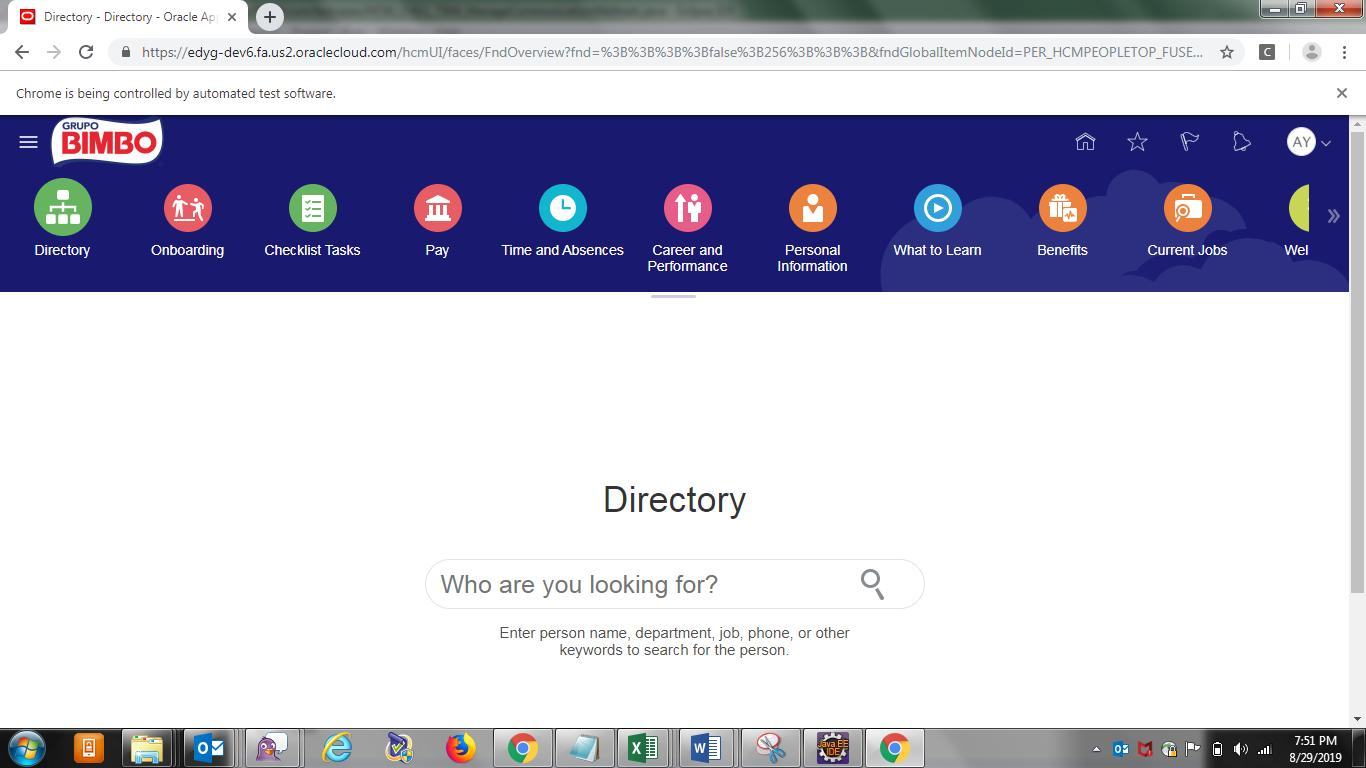 Directory - Directory - Oracle Ap
https://edyg-dev6.fa.us2.oraclecloud.com/hcmUI/faces/FndOverview?fnd=%3B%3B%3B%3Bfalse%3B256%3B%3B%3B&fndGlobalItemNodeId=PER_HCMPEOPLETOP_FUSE...
C
Chrome is being controlled by automated test software.
GRUPO
BIMBO
AY
Directory
Onboarding
Checklist Tasks
Pay
Time and Absences
Career and
Performance
Personal
Information
What to Learn
Benefits
Current Jobs
Wel
Directory
Who are you looking for?
Enter person name, department, job, phone, or other
keywords to search for the person.
Java EE
IDE
7:51 PM
8/29/2019